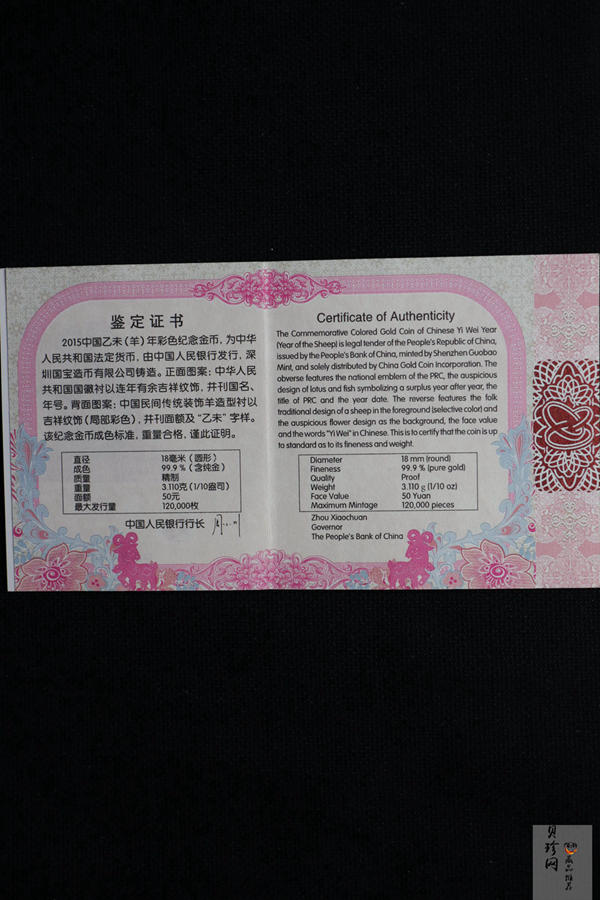 鉴定证书
2015中国乙未(羊)年彩色纪念金币，为中华
人民共和国法定货币，由中国人民银行发行，深
圳国宝造币有限公司铸造。正面图案：中华人民
共和国国徽衬以连年有余吉祥纹饰，并刊国名、
年号。背面图案：中国民间传统装饰羊造型衬以
吉祥纹饰(局部彩色)，并刊面额及“乙未”字样。
该纪念金币成色标准，重量合格，谨此证明。
直径 18毫米（圆形）
成色 99.9％（含纯金）
质量 精制
重量 3.110克(1/10盎司)
面额 50元
最大发行量 120,000枚
中国人民银行行长
Certificate of Authenticity
The Commemorative Colored Gold Coin of Chinese Yi Wei Year
(Year of the Sheep) is legal tender of the People's Republic of China,
issued by the People's Bank of China, minted by Shenzhen Guobao
Mint, and solely distributed by China Gold Coin Incorporation. The
obverse features the national emblem of the PRC, the auspicious
design of lotus and fish symbolizing a surplus year after year, the
title of PRC and the year date. The reverse features the folk
traditional design of a sheep in the foreground (selective color) and
the auspicious flower design as the background, the face value
and the words "Yi Wei" in Chinese. This is to certify that the coin is up
to standard as to its fineness and weight.
Diameter 18 mm (round)
Fineness 99.9 % (pure gold)
Quality Proof
Weight 3.110 g (1/10 oz)
Face Value 50 Yuan
Maximum Mintage 120,000 pieces
Zhou Xiaochuan
Governor
The People's Bank of China
贝珍网
藏品推荐